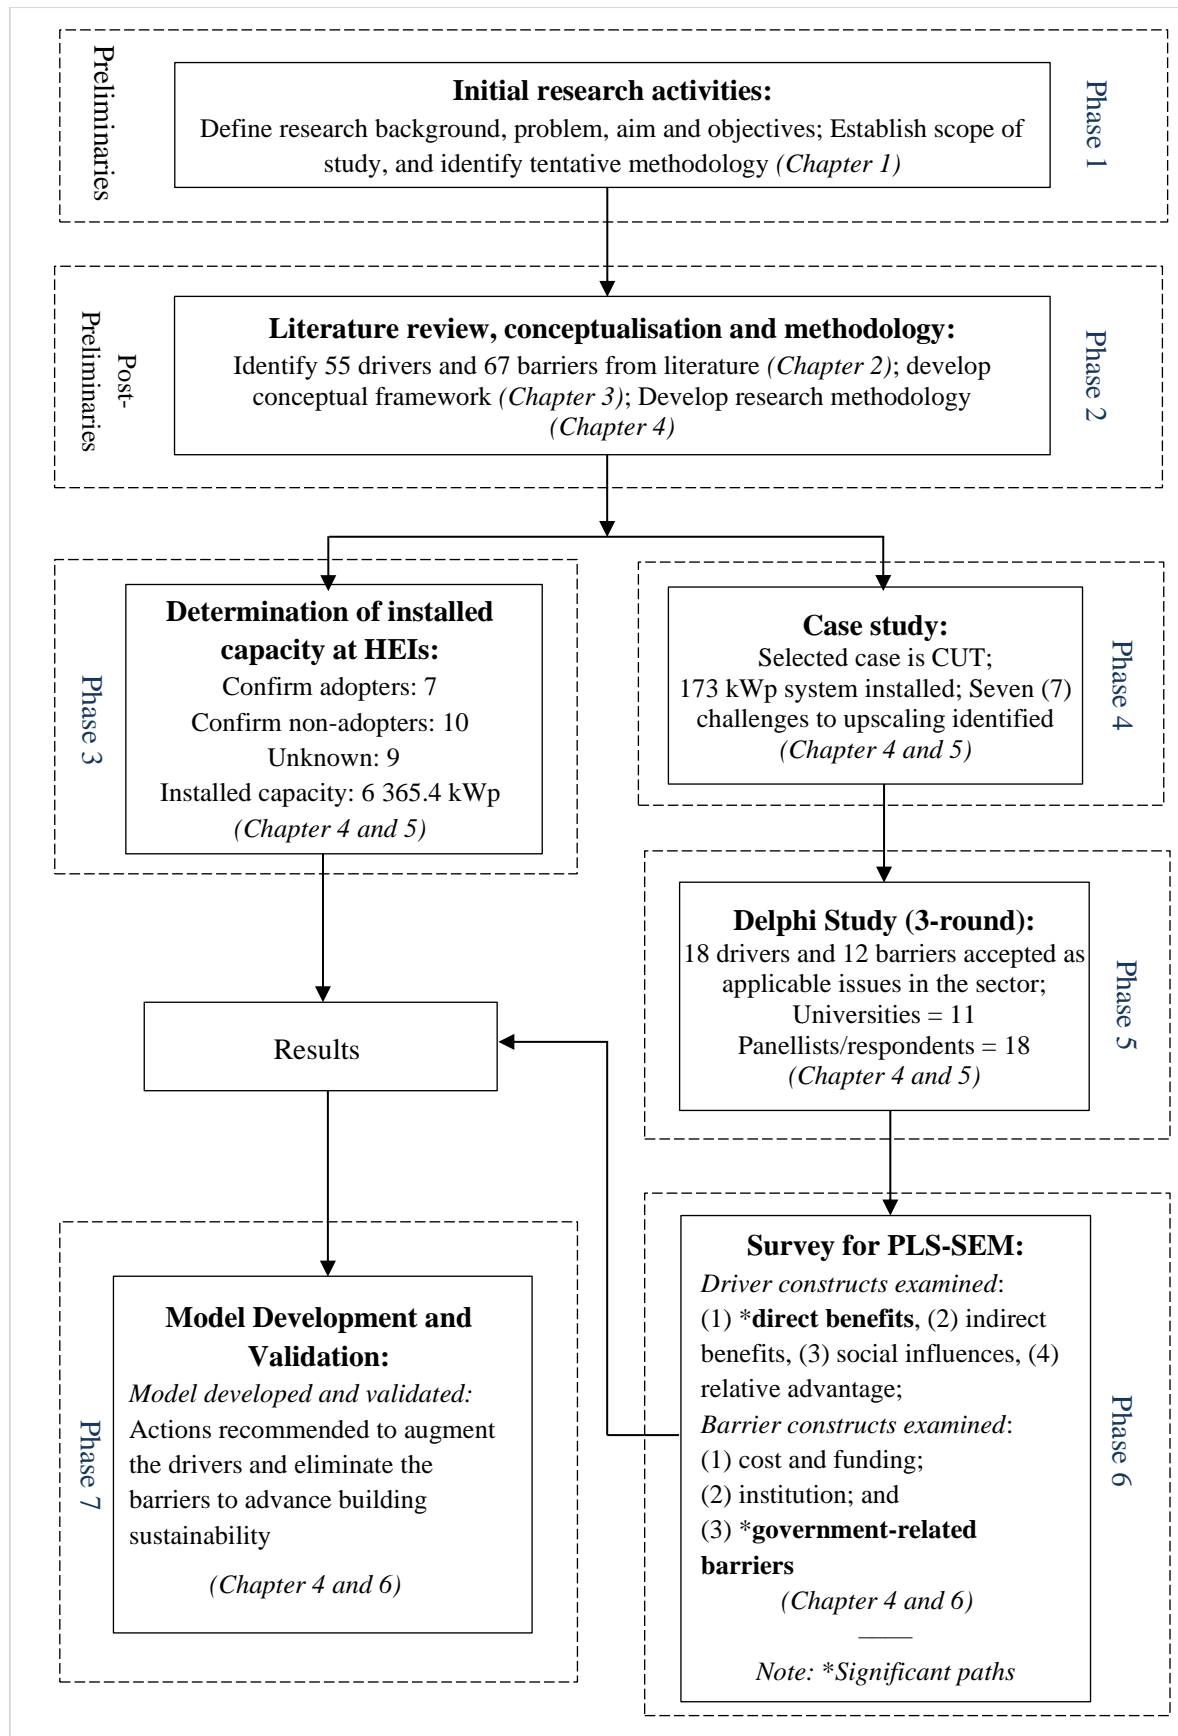 Preliminaries
Initial research activities:
Define research background, problem, aim and objectives; Establish scope of
study, and identify tentative methodology (Chapter 1)
Phase 1
Post-
Preliminaries
Literature review, conceptualisation and methodology:
Identify 55 drivers and 67 barriers from literature (Chapter 2); develop
conceptual framework (Chapter 3); Develop research methodology
(Chapter 4)
Phase 2
Phase 3
Determination of installed
capacity at HEIs:
Confirm adopters: 7
Confirm non-adopters: 10
Unknown: 9
Installed capacity: 6 365.4 kWp
(Chapter 4 and 5)
Case study:
Selected case is CUT;
173 kWp system installed; Seven (7)
challenges to upscaling identified
(Chapter 4 and 5)
Phase 4
Delphi Study (3-round):
18 drivers and 12 barriers accepted as
applicable issues in the sector;
Universities = 11
Panellists/respondents = 18
(Chapter 4 and 5)
Phase 5
Results
Survey for PLS-SEM:
Driver constructs examined:
(1) *direct benefits, (2) indirect
benefits, (3) social influences, (4)
relative advantage;
Barrier constructs examined:
(1) cost and funding;
(2) institution; and
(3) *government-related
barriers
(Chapter 4 and 6)
Note: *Significant paths
Phase 6
Phase 7
Model Development and
Validation:
Model developed and validated:
Actions recommended to augment
the drivers and eliminate the
barriers to advance building
sustainability
(Chapter 4 and 6)